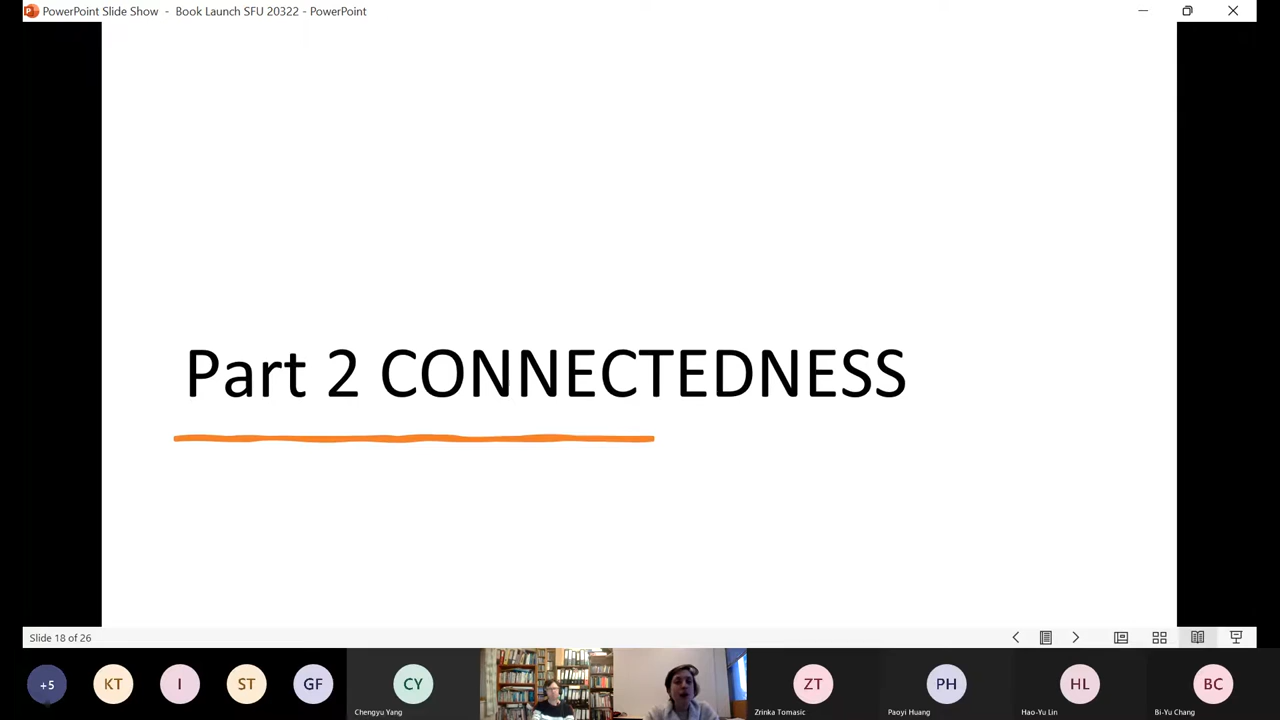 PowerPoint Slide Show - Book Launch SFU 20322 - PowerPoint
Part 2 CONNECTEDNESS
Slide 18 of 26
+5
KT
I
ST
GF
CY
Chengyu Yang
ZT
Zrinka Tomasic
PH
Paoyi Huang
HL
Hao-Yu Lin
BC
Bi-Yu Chang